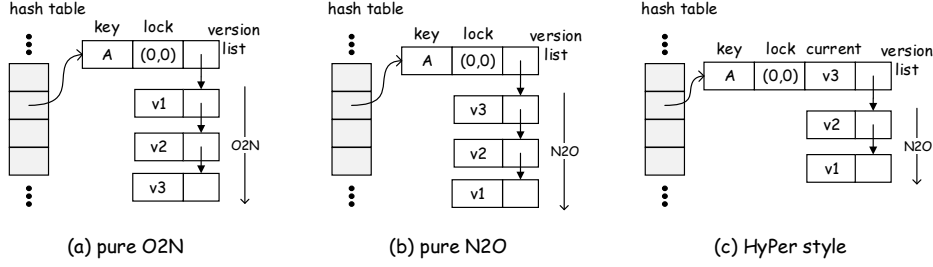 hash table
key lock version
list
A (0,0)
v1
v2
v3
O2N
(a) pure O2N
hash table
key lock version
list
A (0,0)
v3
v2
v1
N2O
(b) pure N2O
hash table
key lock current version
list
A (0,0) v3
v2
v1
N2O
(c) HyPer style